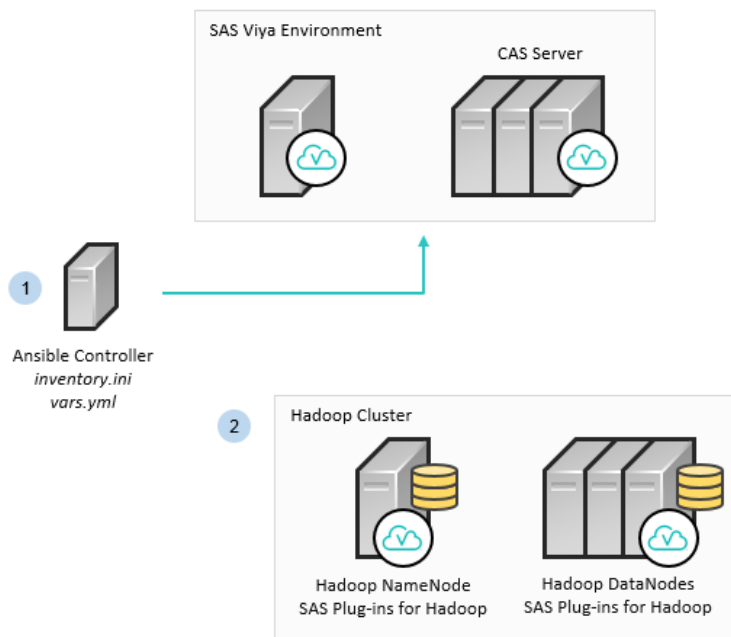 SAS Viya Environment
CAS Server
1
Ansible Controller
inventory.ini
vars.yml
2
Hadoop Cluster
Hadoop NameNode
SAS Plug-ins for Hadoop
Hadoop DataNodes
SAS Plug-ins for Hadoop